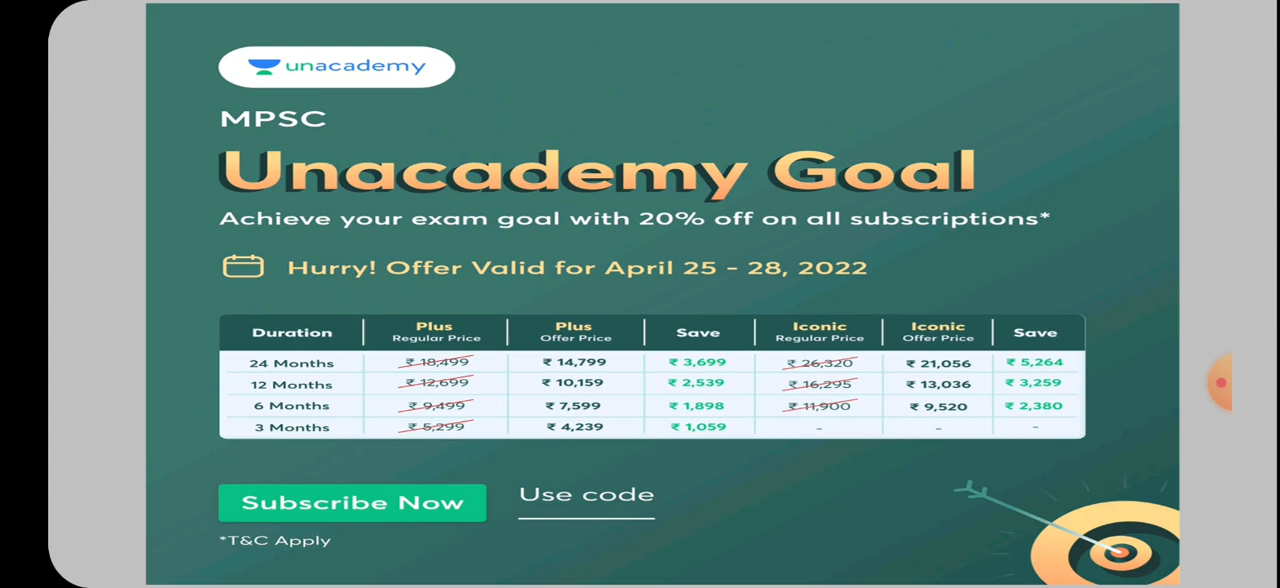 unacademy
MPSC
Unacademy Goal
Achieve your exam goal with 20% off on all subscriptions*
Hurry! Offer Valid for April 25 - 28, 2022
Duration Plus Regular Price Plus Offer Price Save Iconic Regular Price Iconic Offer Price Save
24 Months ₹ 18,499 ₹ 14,799 ₹ 3,699 ₹ 26,320 ₹ 21,056 ₹ 5,264
12 Months ₹ 12,699 ₹ 10,159 ₹ 2,539 ₹ 16,295 ₹ 13,036 ₹ 3,259
6 Months ₹ 9,499 ₹ 7,599 ₹ 1,898 ₹ 11,900 ₹ 9,520 ₹ 2,380
3 Months ₹ 5,299 ₹ 4,239 ₹ 1,059 - - -
Subscribe Now Use code
*T&C Apply